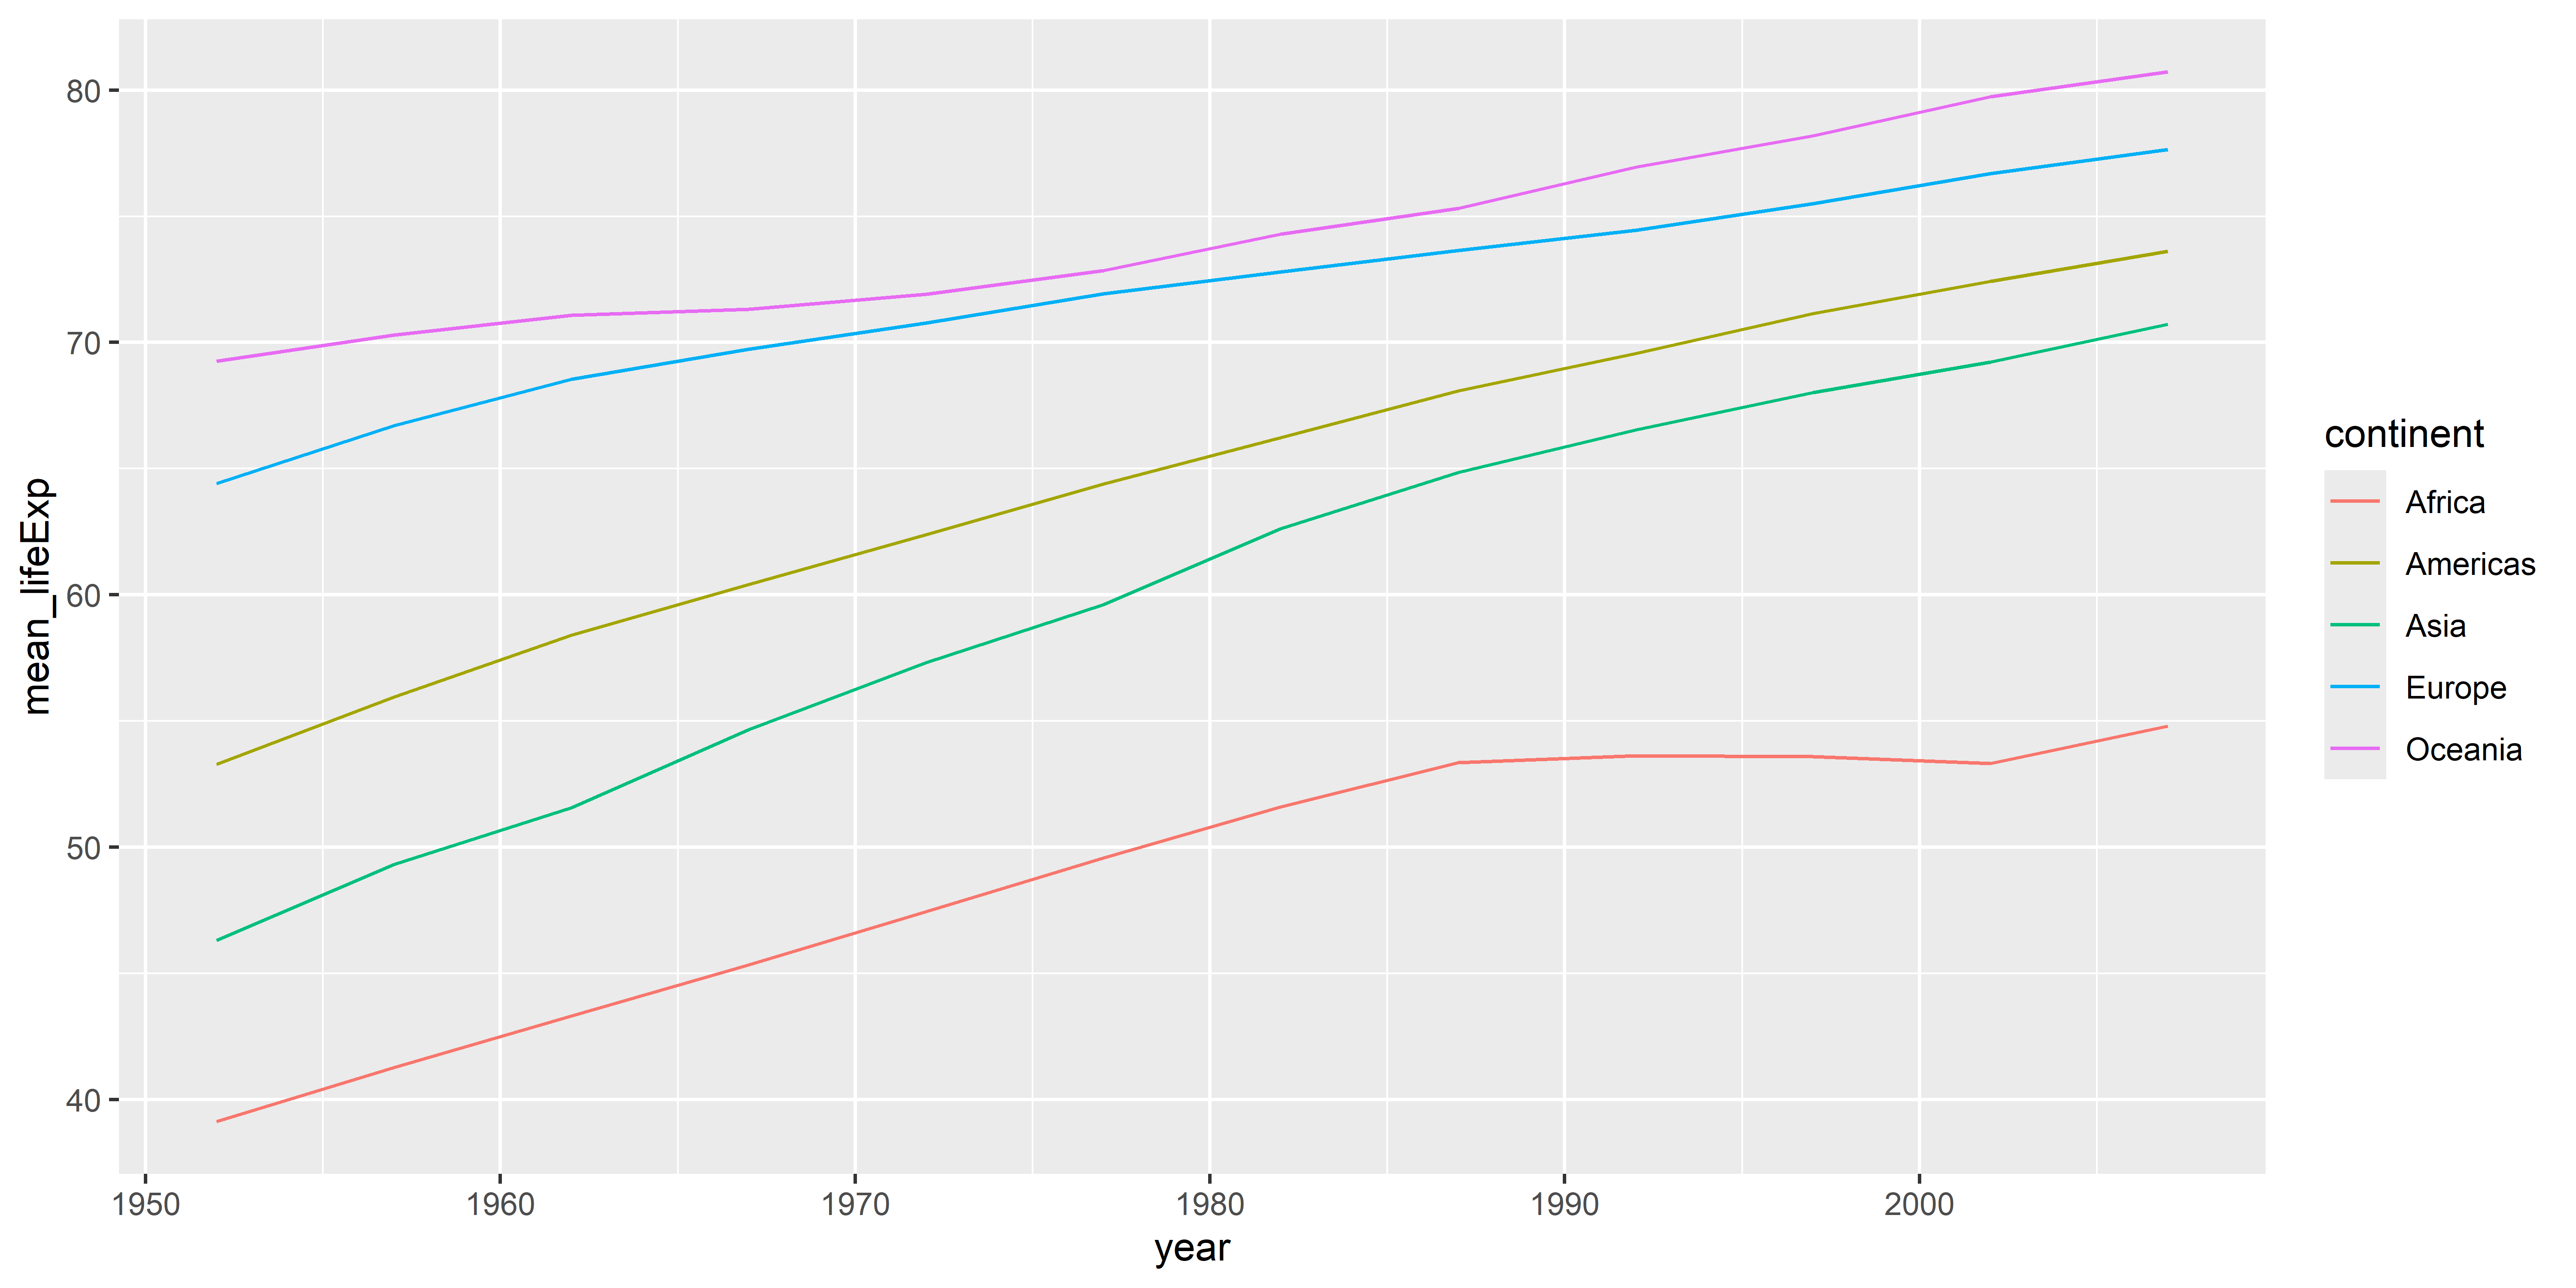 80
70
60
50
40
mean_lifeExp
1950 1960 1970 1980 1990 2000
year
continent
Africa
Americas
Asia
Europe
Oceania